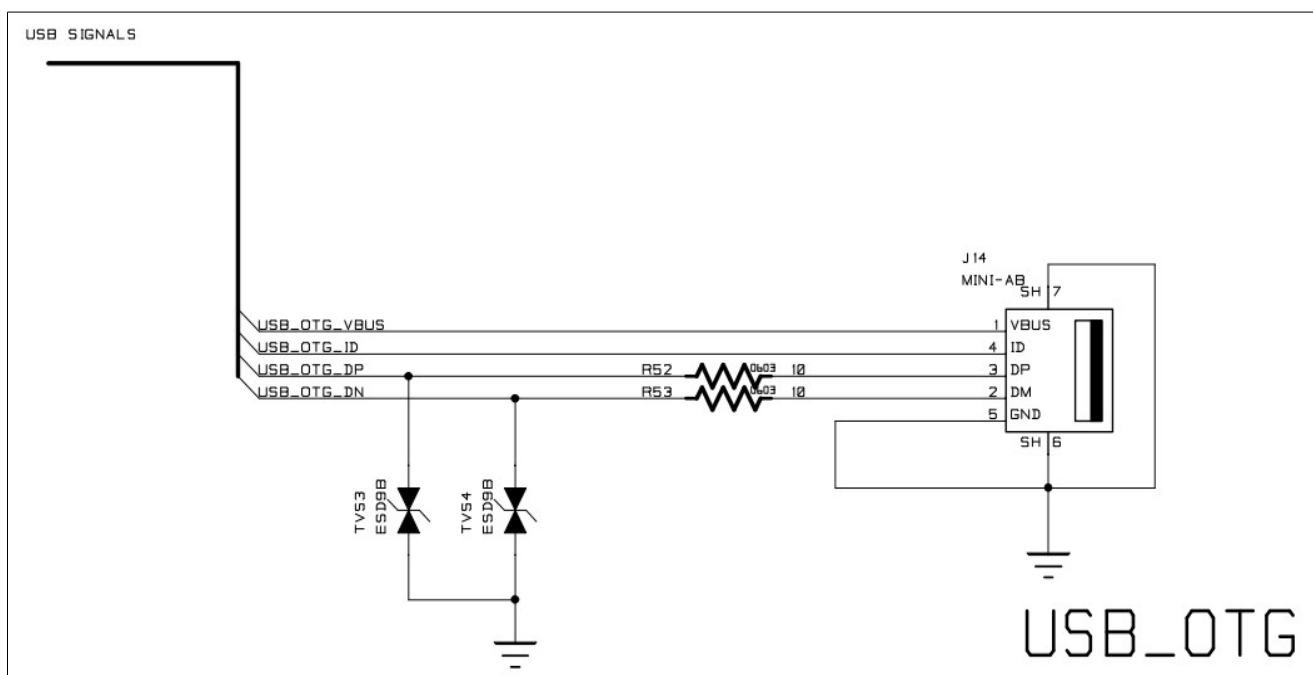 USB SIGNALS
J14
MINI-AB
SH 7
USB_OTG_VBUS 1 VBUS
USB_OTG_ID 4 ID
USB_OTG_DP R52 0603 10 3 DP
USB_OTG_DN R53 0603 10 2 DM
5 GND
SH 6
TVS3
ESD9B
TVS4
ESD9B
USB_OTG